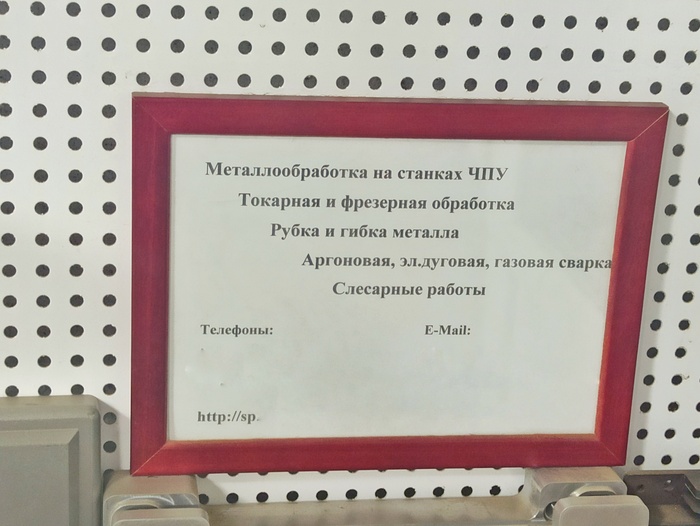 Металлообработка на станках ЧПУ
Токарная и фрезерная обработка
Рубка и гибка металла
Аргоновая, эл.дуговая, газовая сварка
Слесарные работы
Телефоны: E-Mail:
http://sp.